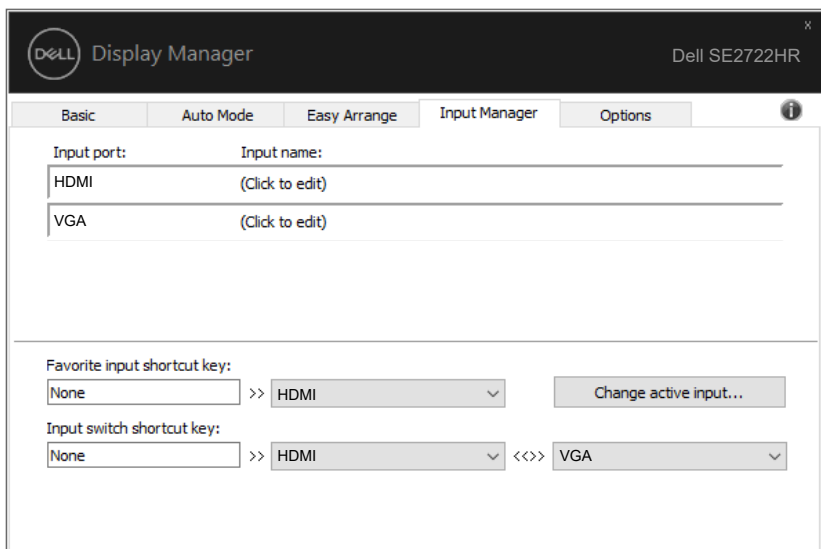 x
DELL Display Manager Dell SE2722HR
Basic Auto Mode Easy Arrange Input Manager Options i
Input port: Input name:
HDMI (Click to edit)
VGA (Click to edit)
Favorite input shortcut key:
None >> HDMI Change active input...
Input switch shortcut key:
None >> HDMI <<>> VGA